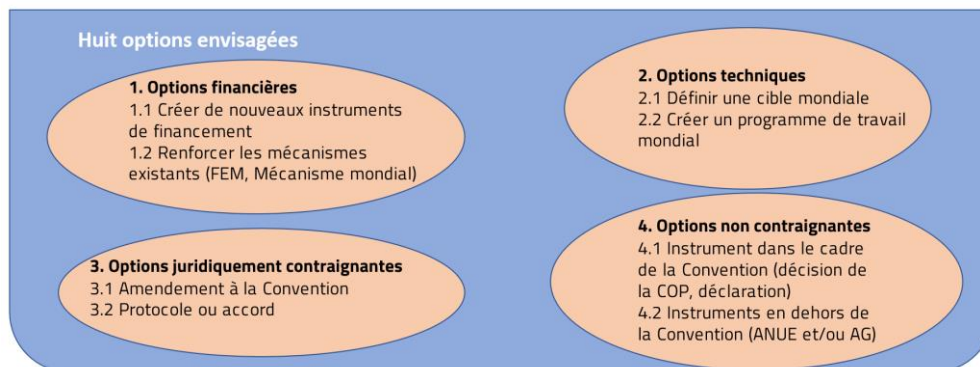 Huit options envisagées
1. Options financières
1.1 Créer de nouveaux instruments
de financement
1.2 Renforcer les mécanismes
existants (FEM, Mécanisme mondial)
2. Options techniques
2.1 Définir une cible mondiale
2.2 Créer un programme de travail
mondial
3. Options juridiquement contraignantes
3.1 Amendement à la Convention
3.2 Protocole ou accord
4. Options non contraignantes
4.1 Instrument dans le cadre
de la Convention (décision de
la COP, déclaration)
4.2 Instruments en dehors de
la Convention (ANUE et/ou AG)